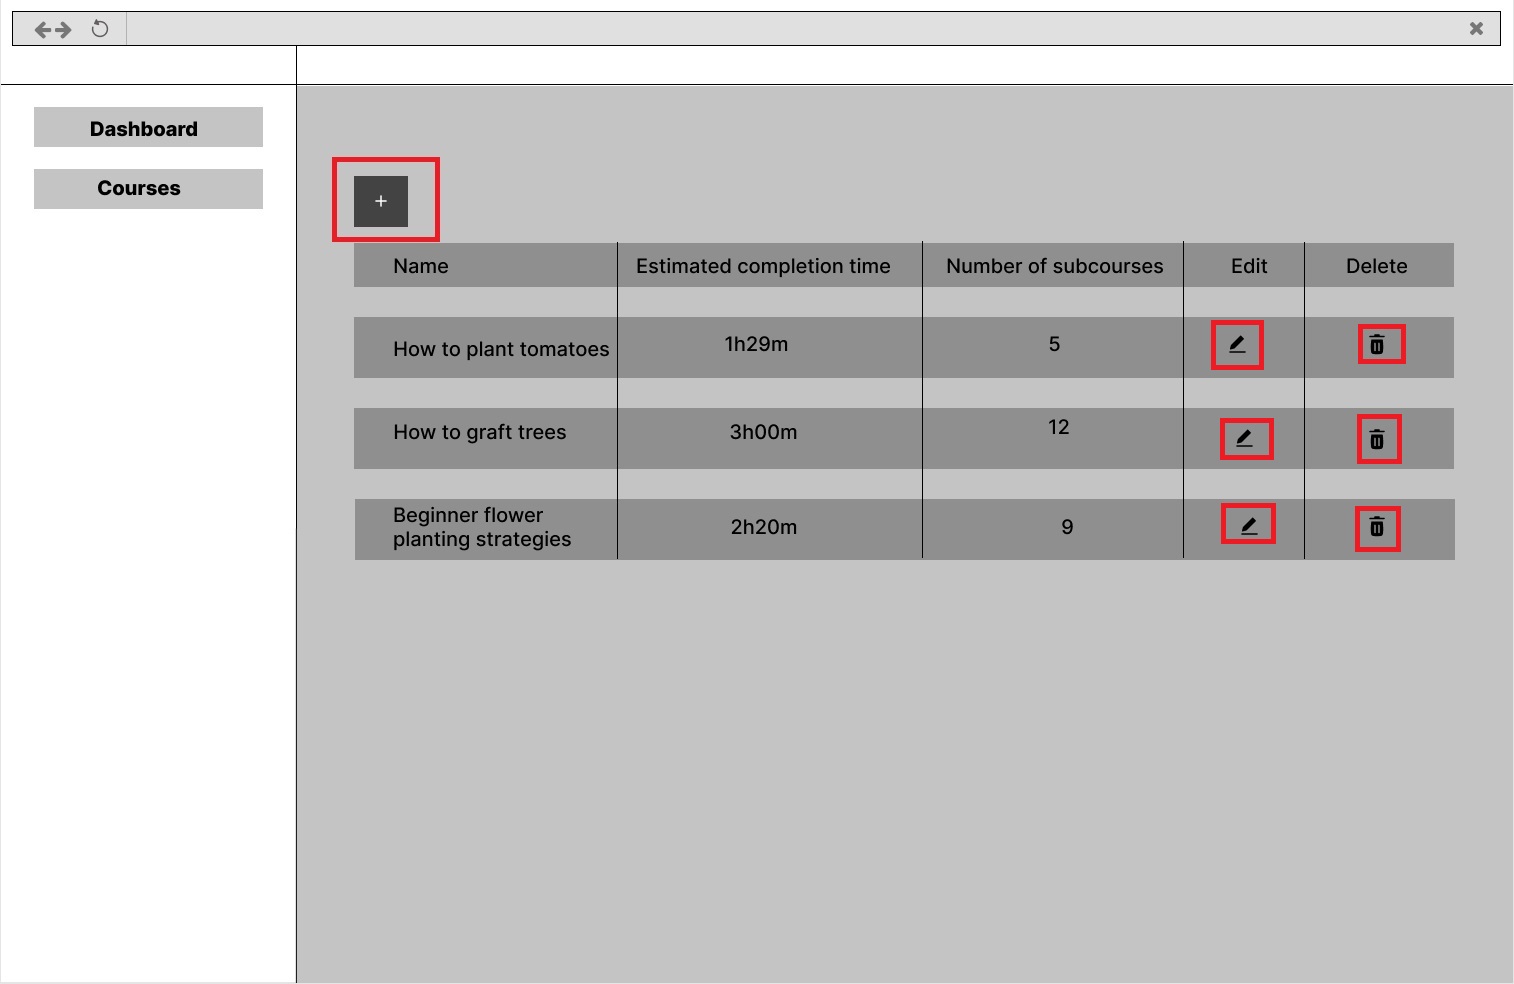 Dashboard
Courses
+
Name Estimated completion time Number of subcourses Edit Delete
How to plant tomatoes 1h29m 5
How to graft trees 3h00m 12
Beginner flower
planting strategies 2h20m 9